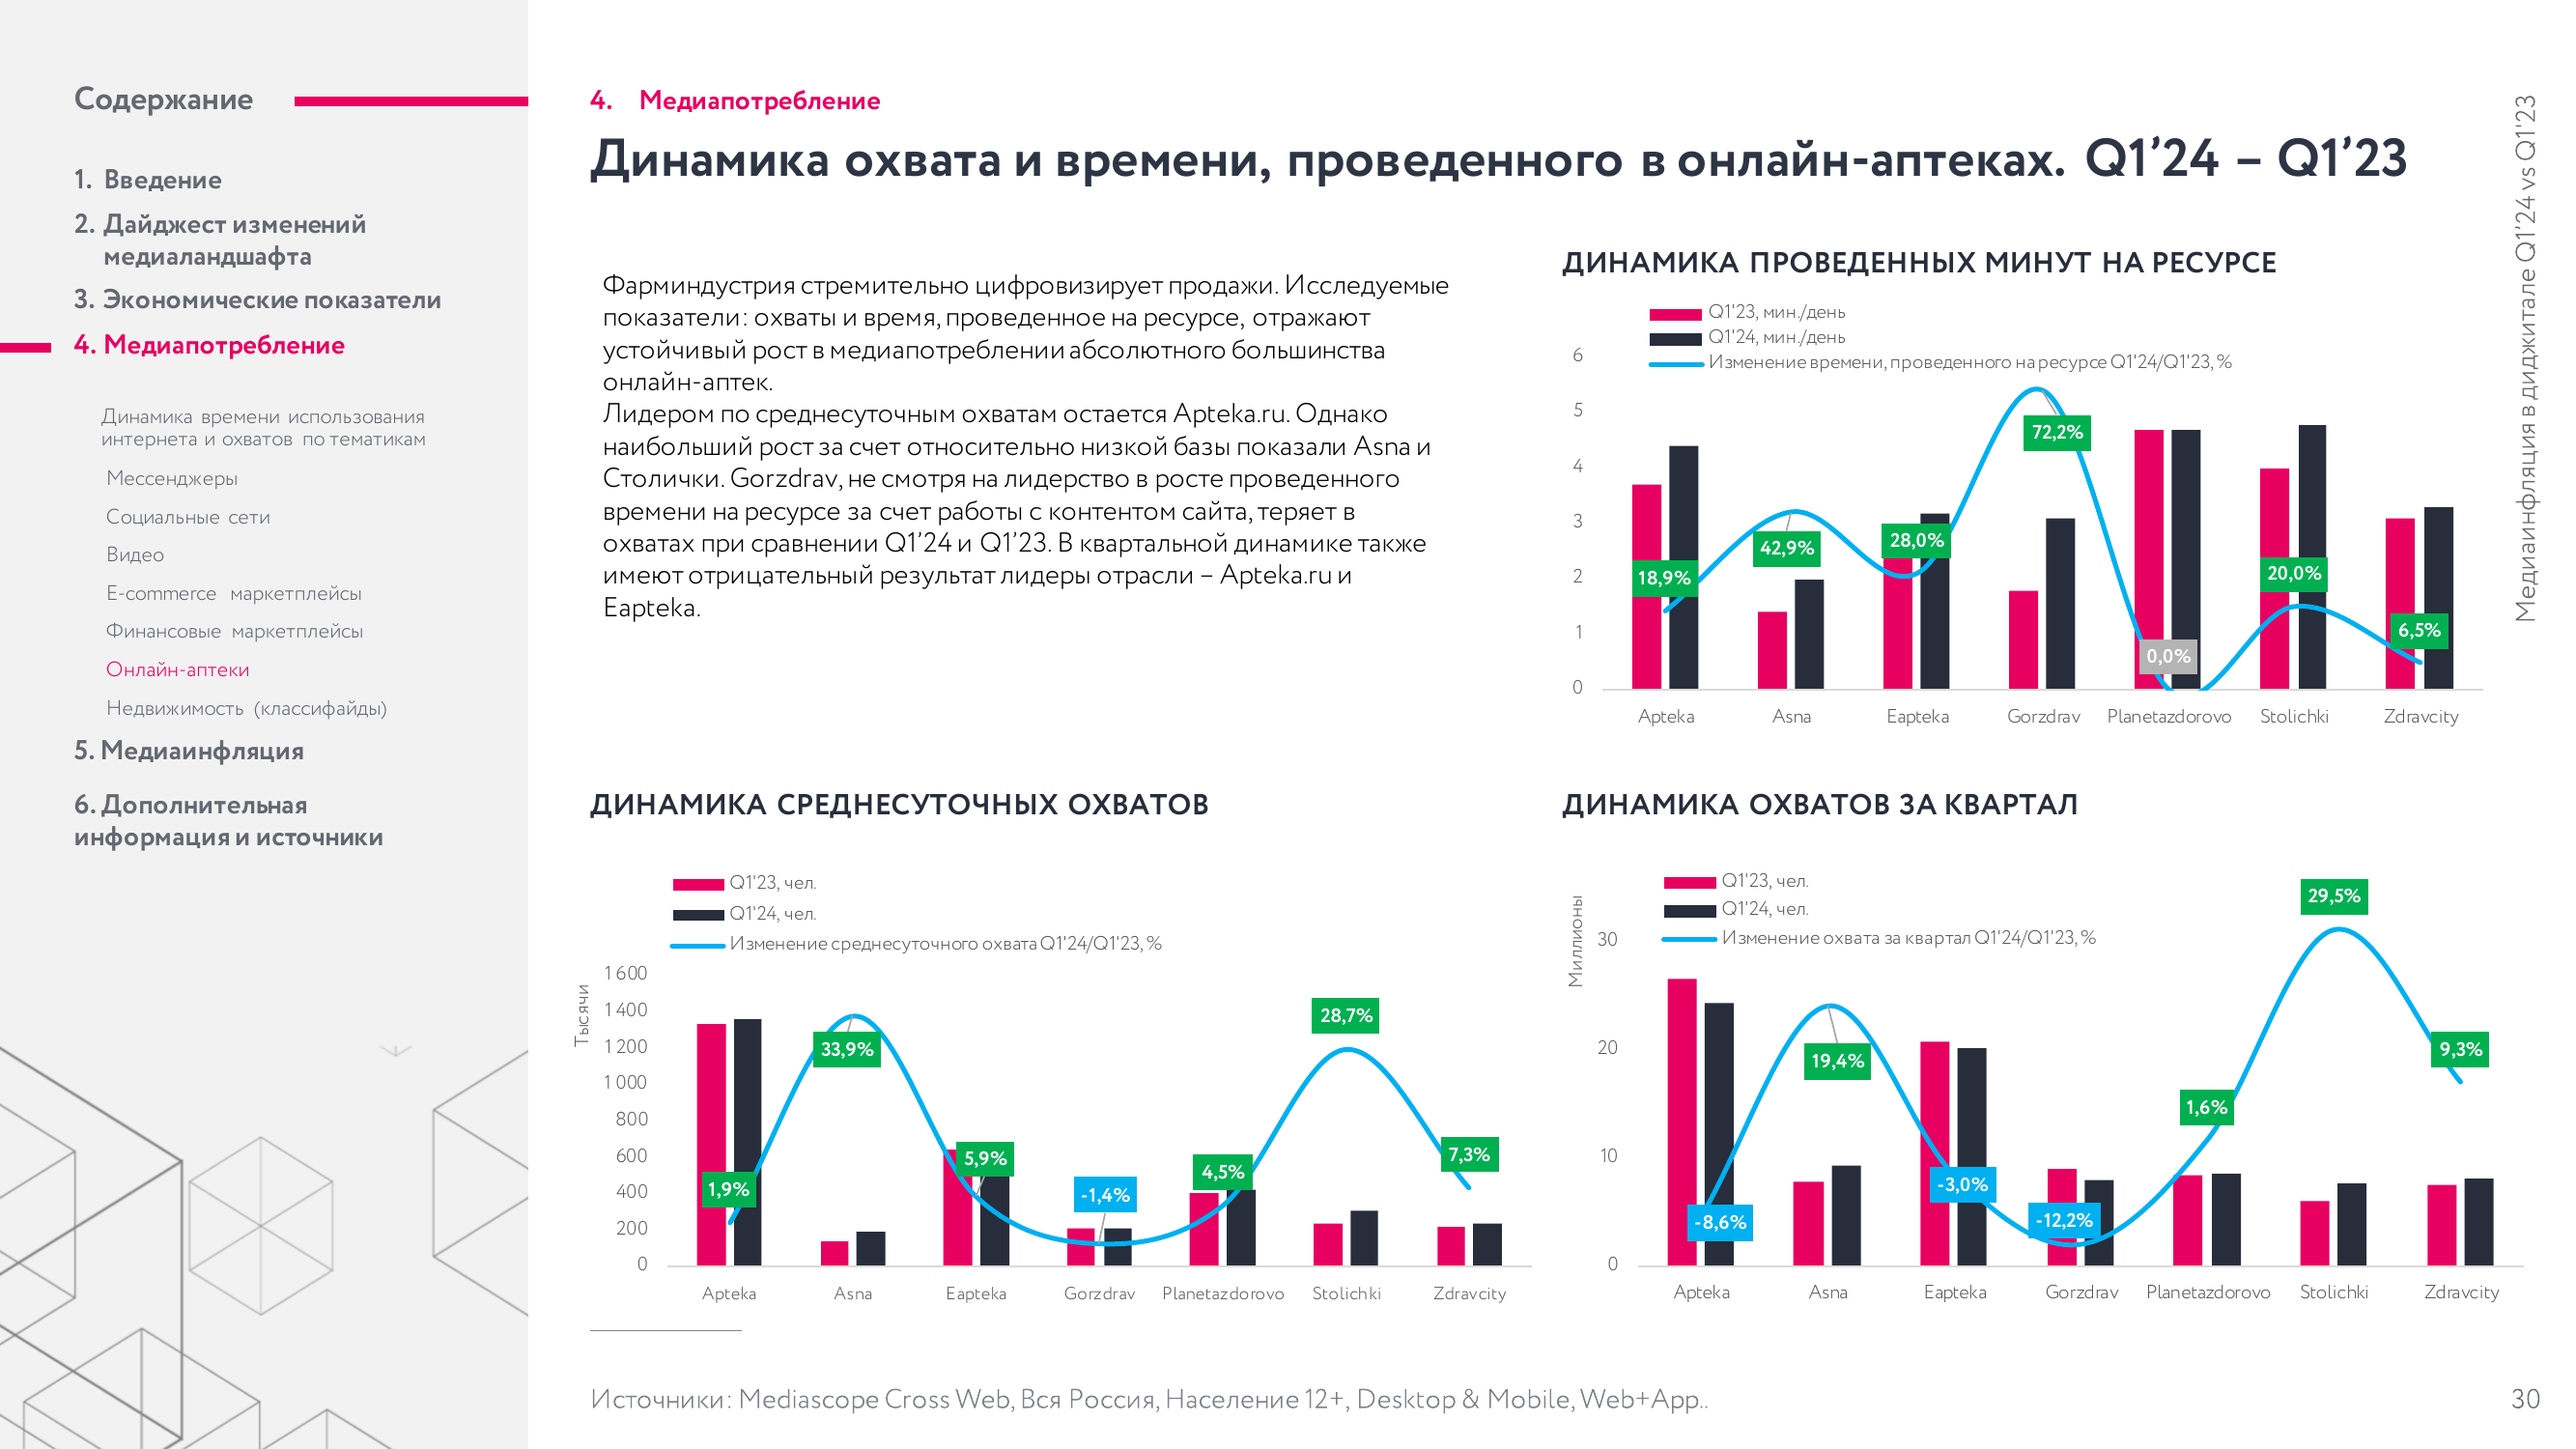 Содержание
1. Введение
2. Дайджест изменений
медиаландшафта
3. Экономические показатели
4. Медиапотребление
Динамика времени использования
интернета и охватов по тематикам
Мессенджеры
Социальные сети
Видео
E-commerce маркетплейсы
Финансовые маркетплейсы
Онлайн-аптеки
Недвижимость (классифайды)
5. Медиаинфляция
6. Дополнительная
информация и источники
4. Медиапотребление
Динамика охвата и времени, проведенного в онлайн-аптеках. Q1’24 – Q1’23
Фарминдустрия стремительно цифровизирует продажи. Исследуемые
показатели: охваты и время, проведенное на ресурсе, отражают
устойчивый рост в медиапотреблении абсолютного большинства
онлайн-аптек.
Лидером по среднесуточным охватам остается Apteka.ru. Однако
наибольший рост за счет относительно низкой базы показали Asna и
Столички. Gorzdrav, не смотря на лидерство в росте проведенного
времени на ресурсе за счет работы с контентом сайта, теряет в
охватах при сравнении Q1’24 и Q1’23. В квартальной динамике также
имеют отрицательный результат лидеры отрасли – Apteka.ru и
Eapteka.
ДИНАМИКА ПРОВЕДЕННЫХ МИНУТ НА РЕСУРСЕ
Q1'23, мин./день
Q1'24, мин./день
Изменение времени, проведенного на ресурсе Q1'24/Q1'23, %
6
5
4
3
2
1
0
18,9%
42,9%
28,0%
72,2%
0,0%
20,0%
6,5%
Apteka Asna Eapteka Gorzdrav Planetazdorovo Stolichki Zdravcity
ДИНАМИКА СРЕДНЕСУТОЧНЫХ ОХВАТОВ
Q1'23, чел.
Q1'24, чел.
Изменение среднесуточного охвата Q1'24/Q1'23, %
Тысячи
1 600
1 400
1 200
1 000
800
600
400
200
0
1,9%
33,9%
5,9%
-1,4%
4,5%
28,7%
7,3%
Apteka Asna Eapteka Gorzdrav Planetazdorovo Stolichki Zdravcity
ДИНАМИКА ОХВАТОВ ЗА КВАРТАЛ
Q1'23, чел.
Q1'24, чел.
Изменение охвата за квартал Q1'24/Q1'23, %
Миллионы
30
20
10
0
-8,6%
19,4%
-3,0%
-12,2%
1,6%
29,5%
9,3%
Apteka Asna Eapteka Gorzdrav Planetazdorovo Stolichki Zdravcity
Источники: Mediascope Cross Web, Вся Россия, Население 12+, Desktop & Mobile, Web+App..
30
Медиаинфляция в диджитале Q1'24 vs Q1'23